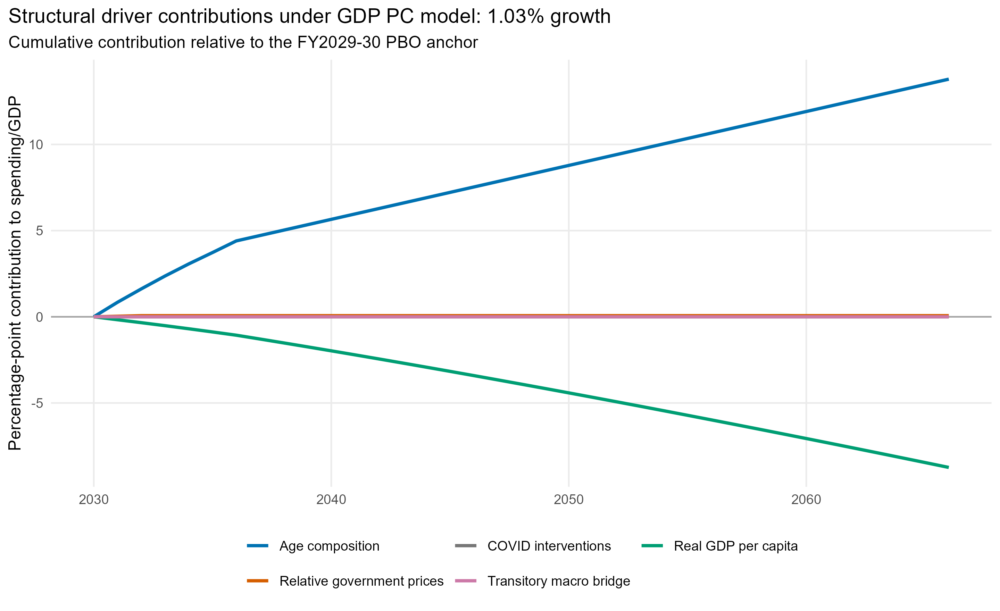 Structural driver contributions under GDP PC model: 1.03% growth
Cumulative contribution relative to the FY2029-30 PBO anchor
Percentage-point contribution to spending/GDP
10
5
0
-5
2030
2040
2050
2060
Age composition
COVID interventions
Real GDP per capita
Relative government prices
Transitory macro bridge